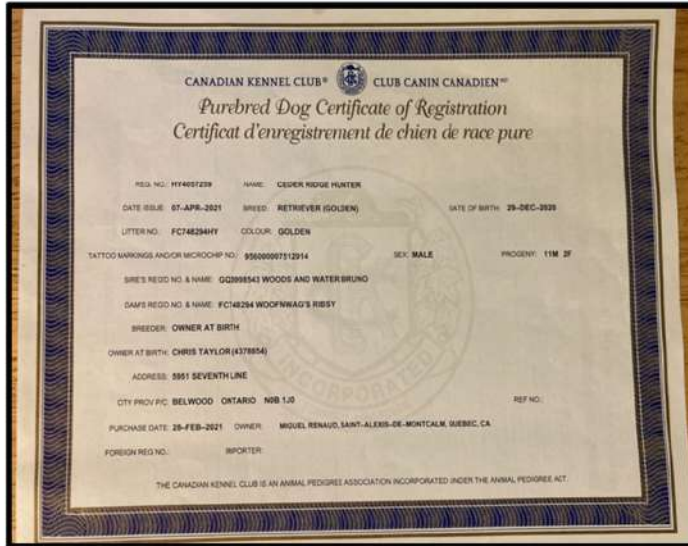 CANADIAN KENNEL CLUB® CLUB CANIN CANADIEN MD
Purebred Dog Certificate of Registration
Certificat d'enregistrement de chien de race pure
REG. NO.: HY4057239 NAME: CEDER RIDGE HUNTER
DATE ISSUE: 07-APR-2021 BREED: RETRIEVER (GOLDEN) DATE OF BIRTH: 29-DEC-2020
LITTER NO.: FC748294HY COLOUR: GOLDEN
TATTOO MARKINGS AND/OR MICROCHIP NO.: 956000007512914 SEX: MALE PROGENY: 11M 2F
SIRE'S REG'D NO. & NAME: GQ3998543 WOODS AND WATER BRUNO
DAM'S REG'D NO. & NAME: FC748294 WOOFNWAG'S RIBSY
BREEDER: OWNER AT BIRTH
OWNER AT BIRTH: CHRIS TAYLOR (4378854)
ADDRESS: 5951 SEVENTH LINE
CITY PROV P/C: BELWOOD ONTARIO N0B 1J0 REF NO.:
PURCHASE DATE: 25-FEB-2021 OWNER: MIGUEL RENAUD, SAINT-ALEXIS-DE-MONTCALM, QUEBEC, CA
FOREIGN REG NO.: IMPORTER:
THE CANADIAN KENNEL CLUB IS AN ANIMAL PEDIGREE ASSOCIATION INCORPORATED UNDER THE ANIMAL PEDIGREE ACT.